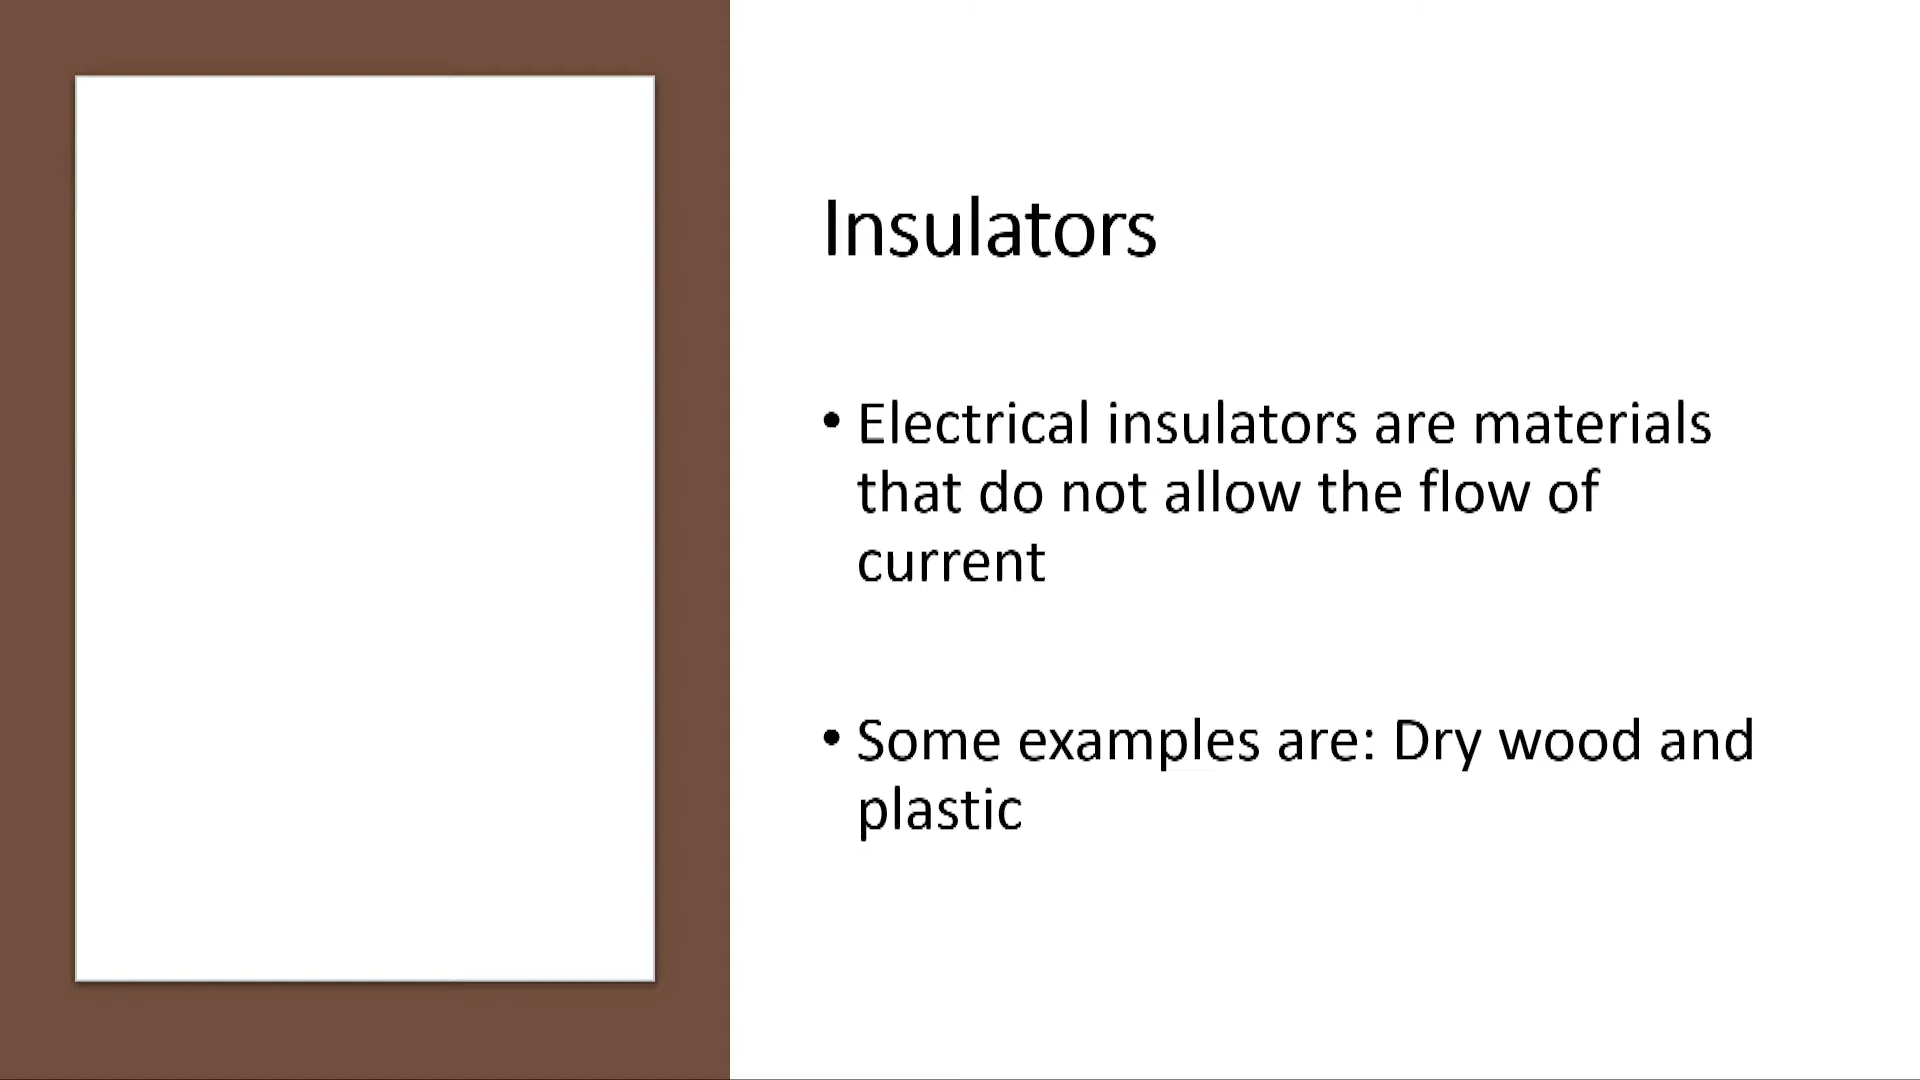 Insulators
• Electrical insulators are materials
that do not allow the flow of
current
• Some examples are: Dry wood and
plastic